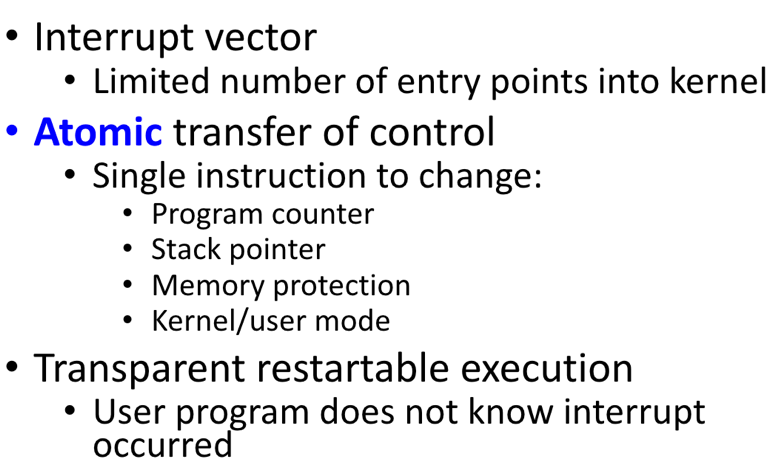 • Interrupt vector
• Limited number of entry points into kernel
• Atomic transfer of control
• Single instruction to change:
• Program counter
• Stack pointer
• Memory protection
• Kernel/user mode
• Transparent restartable execution
• User program does not know interrupt
occurred